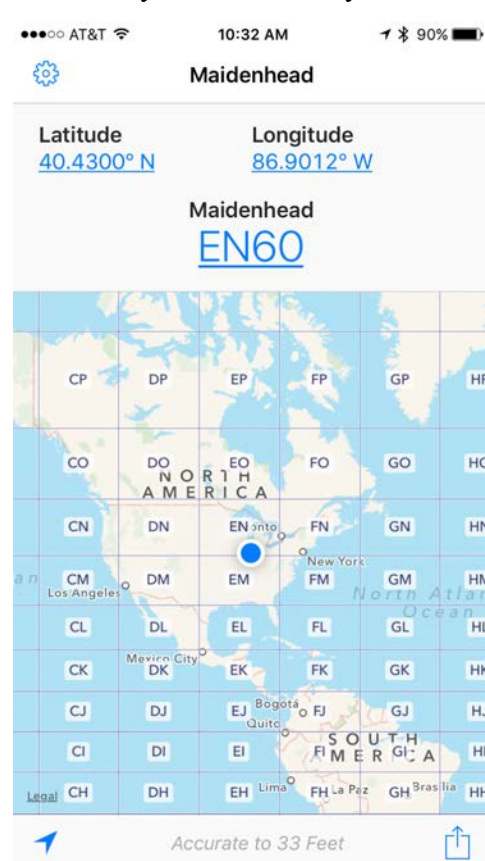 AT&T 10:32 AM 90%
Maidenhead
Latitude Longitude
40.4300° N 86.9012° W
Maidenhead
EN60
CP DP EP FP GP
CO DO EO FO GO
NORTH
AMERICA
CN DN EN onto FN GN
New York
CM DM EM FM GM
Los Angeles
North Atlan
Ocean
CL DL EL FL GL
Mexico City
CK DK EK FK GK
CJ DJ EJ Bogotá FJ GJ
Quito
SOUTH
CI DI EI FI GI
AMERICA
Legal CH DH EH Lima FH La Paz GH Brasília
Accurate to 33 Feet